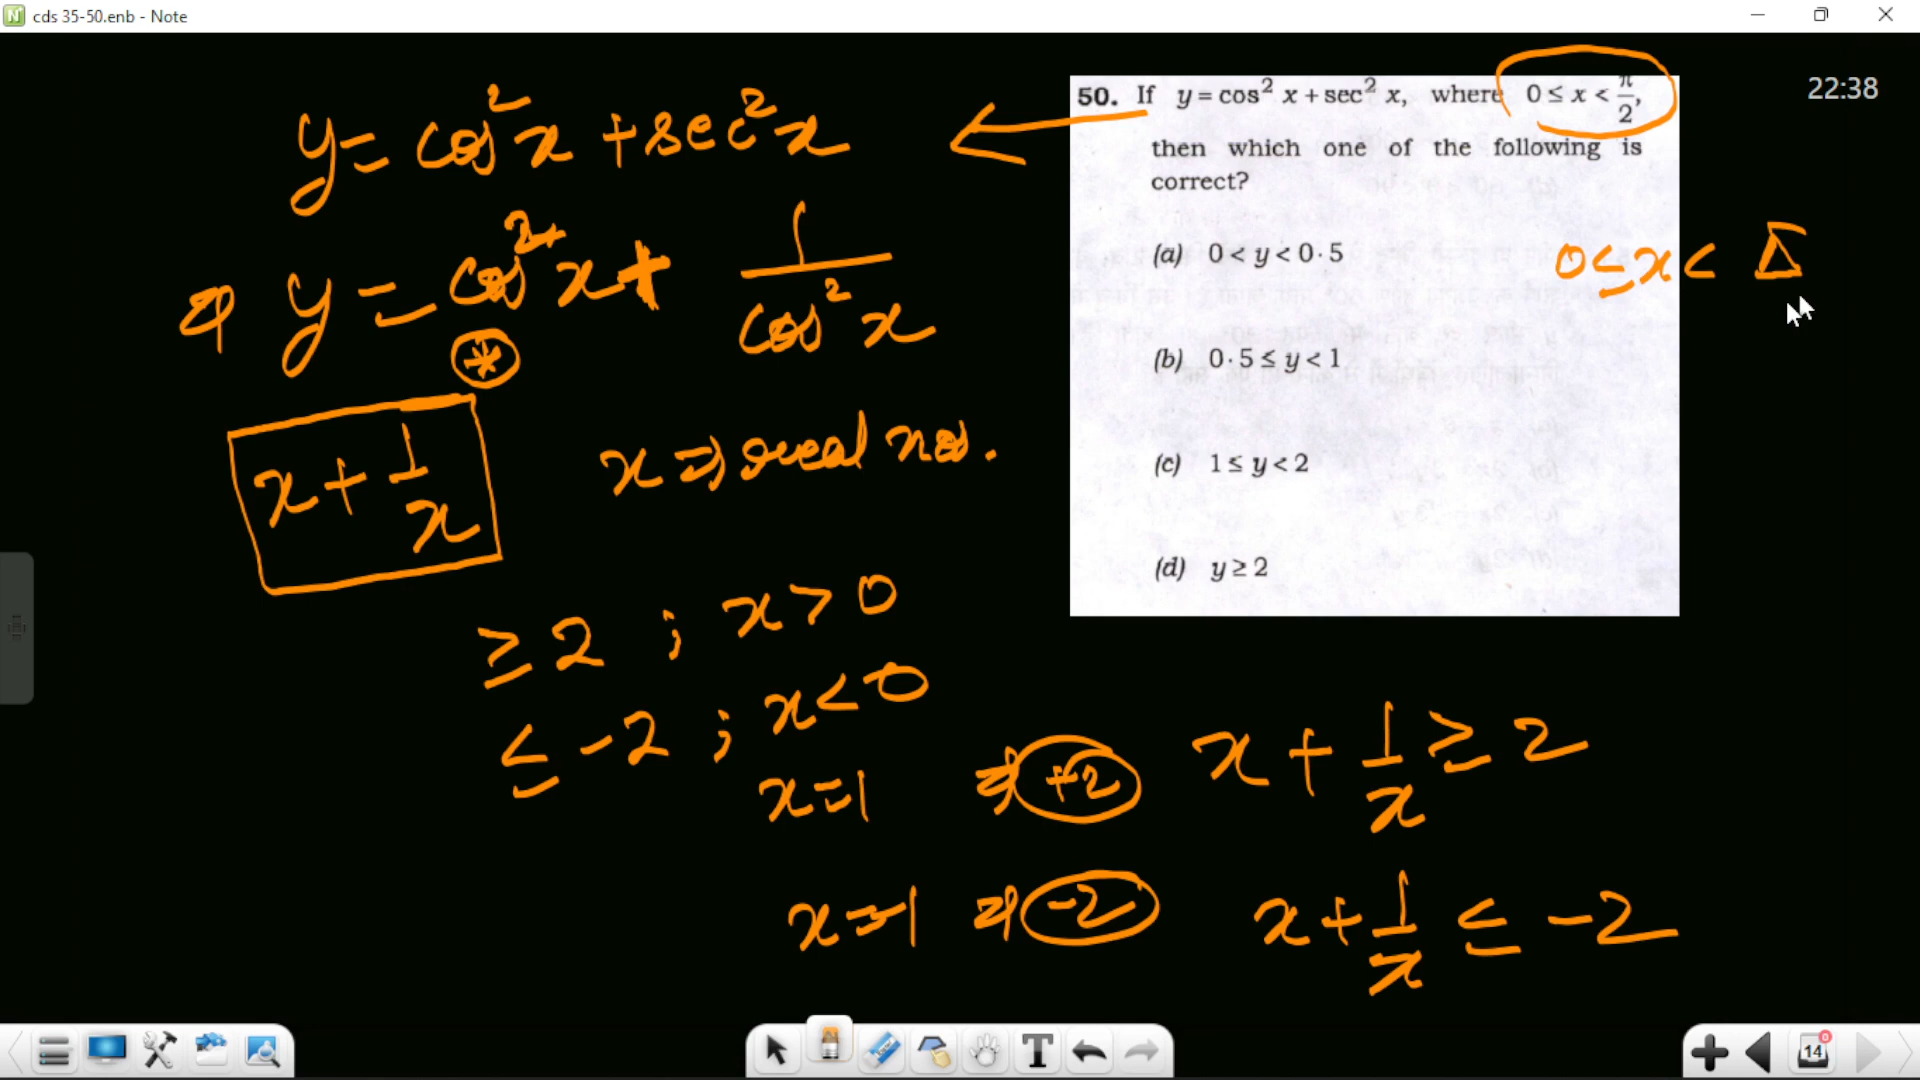 cds 35-50.enb - Note
22:38
y = cos²x + sec²x
⇒ y = cos²x + 1/cos²x
x + 1/x
x ⇒ real nos.
≥ 2 ; x > 0
≤ -2 ; x < 0
x = 1 ⇒ +2 x + 1/x ≥ 2
x = -1 ⇒ -2 x + 1/x ≤ -2
50. If y = cos² x + sec² x, where 0 ≤ x < π/2,
then which one of the following is
correct?
(a) 0 < y < 0·5
(b) 0·5 ≤ y < 1
(c) 1 ≤ y < 2
(d) y ≥ 2
0 ≤ x <
T
14
0